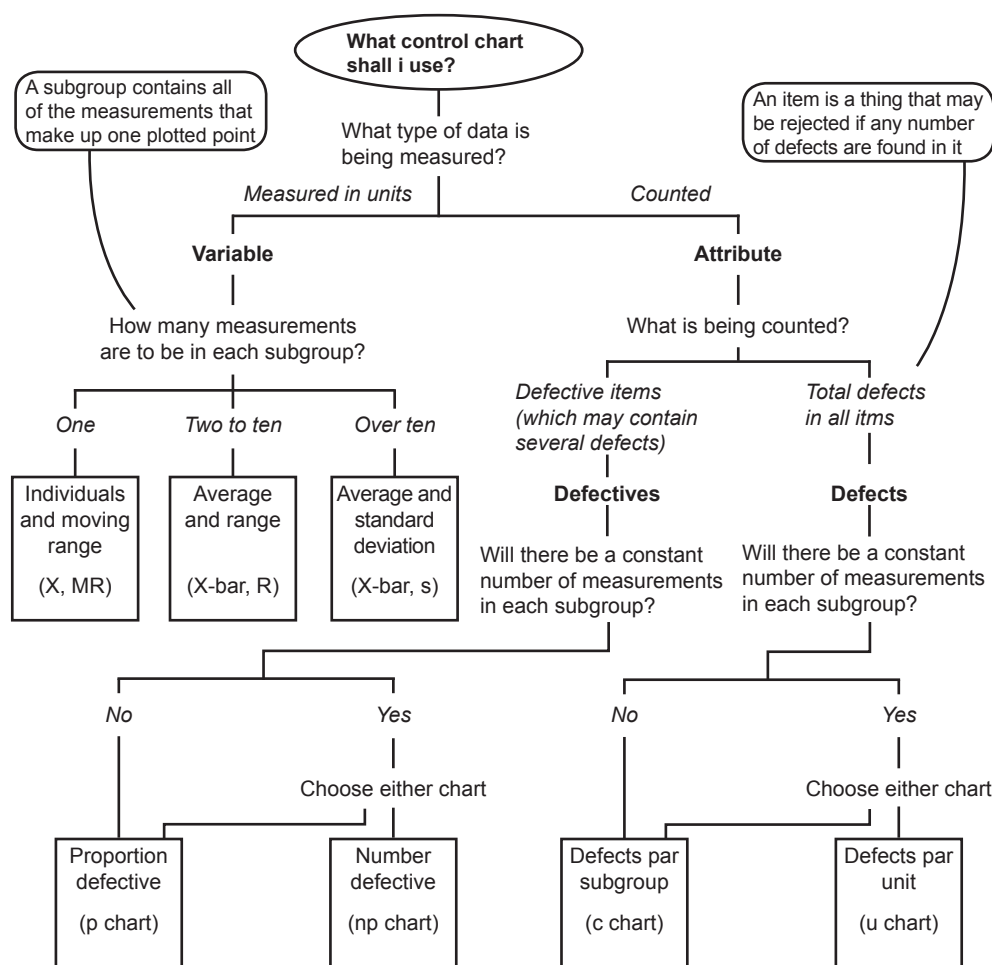 What control chart
shall i use?
A subgroup contains all
of the measurements that
make up one plotted point
An item is a thing that may
be rejected if any number
of defects are found in it
What type of data is
being measured?
Measured in units
Counted
Variable
Attribute
How many measurements
are to be in each subgroup?
What is being counted?
One
Two to ten
Over ten
Defective items
(which may contain
several defects)
Total defects
in all itms
Individuals
and moving
range
(X, MR)
Average
and range
(X-bar, R)
Average and
standard
deviation
(X-bar, s)
Defectives
Defects
Will there be a constant
number of measurements
in each subgroup?
Will there be a constant
number of measurements
in each subgroup?
No
Yes
No
Yes
Choose either chart
Choose either chart
Proportion
defective
(p chart)
Number
defective
(np chart)
Defects par
subgroup
(c chart)
Defects par
unit
(u chart)